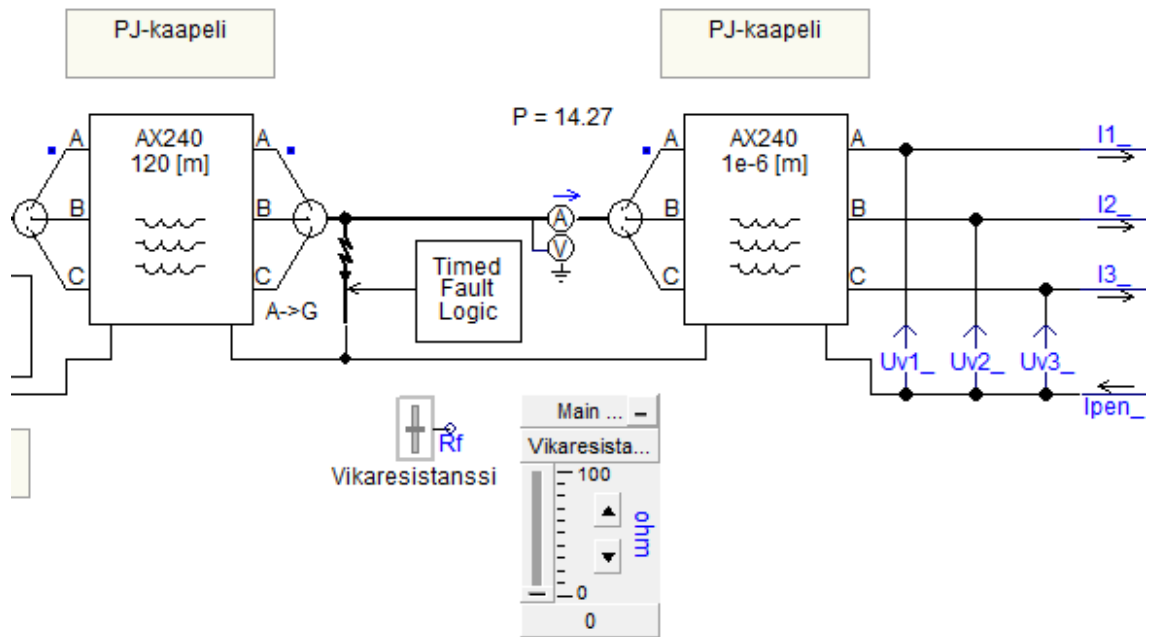 PJ-kaapeli
PJ-kaapeli
P = 14.27
A
AX240
120 [m]
A
B
B
C
C
A->G
Timed
Fault
Logic
A
V
A
AX240
1e-6 [m]
A
B
B
C
C
I1_
I2_
I3_
Uv1_
Uv2_
Uv3_
Ipen_
Rf
Vikaresistanssi
Main ...
Vikaresista...
100
ohm
0
0